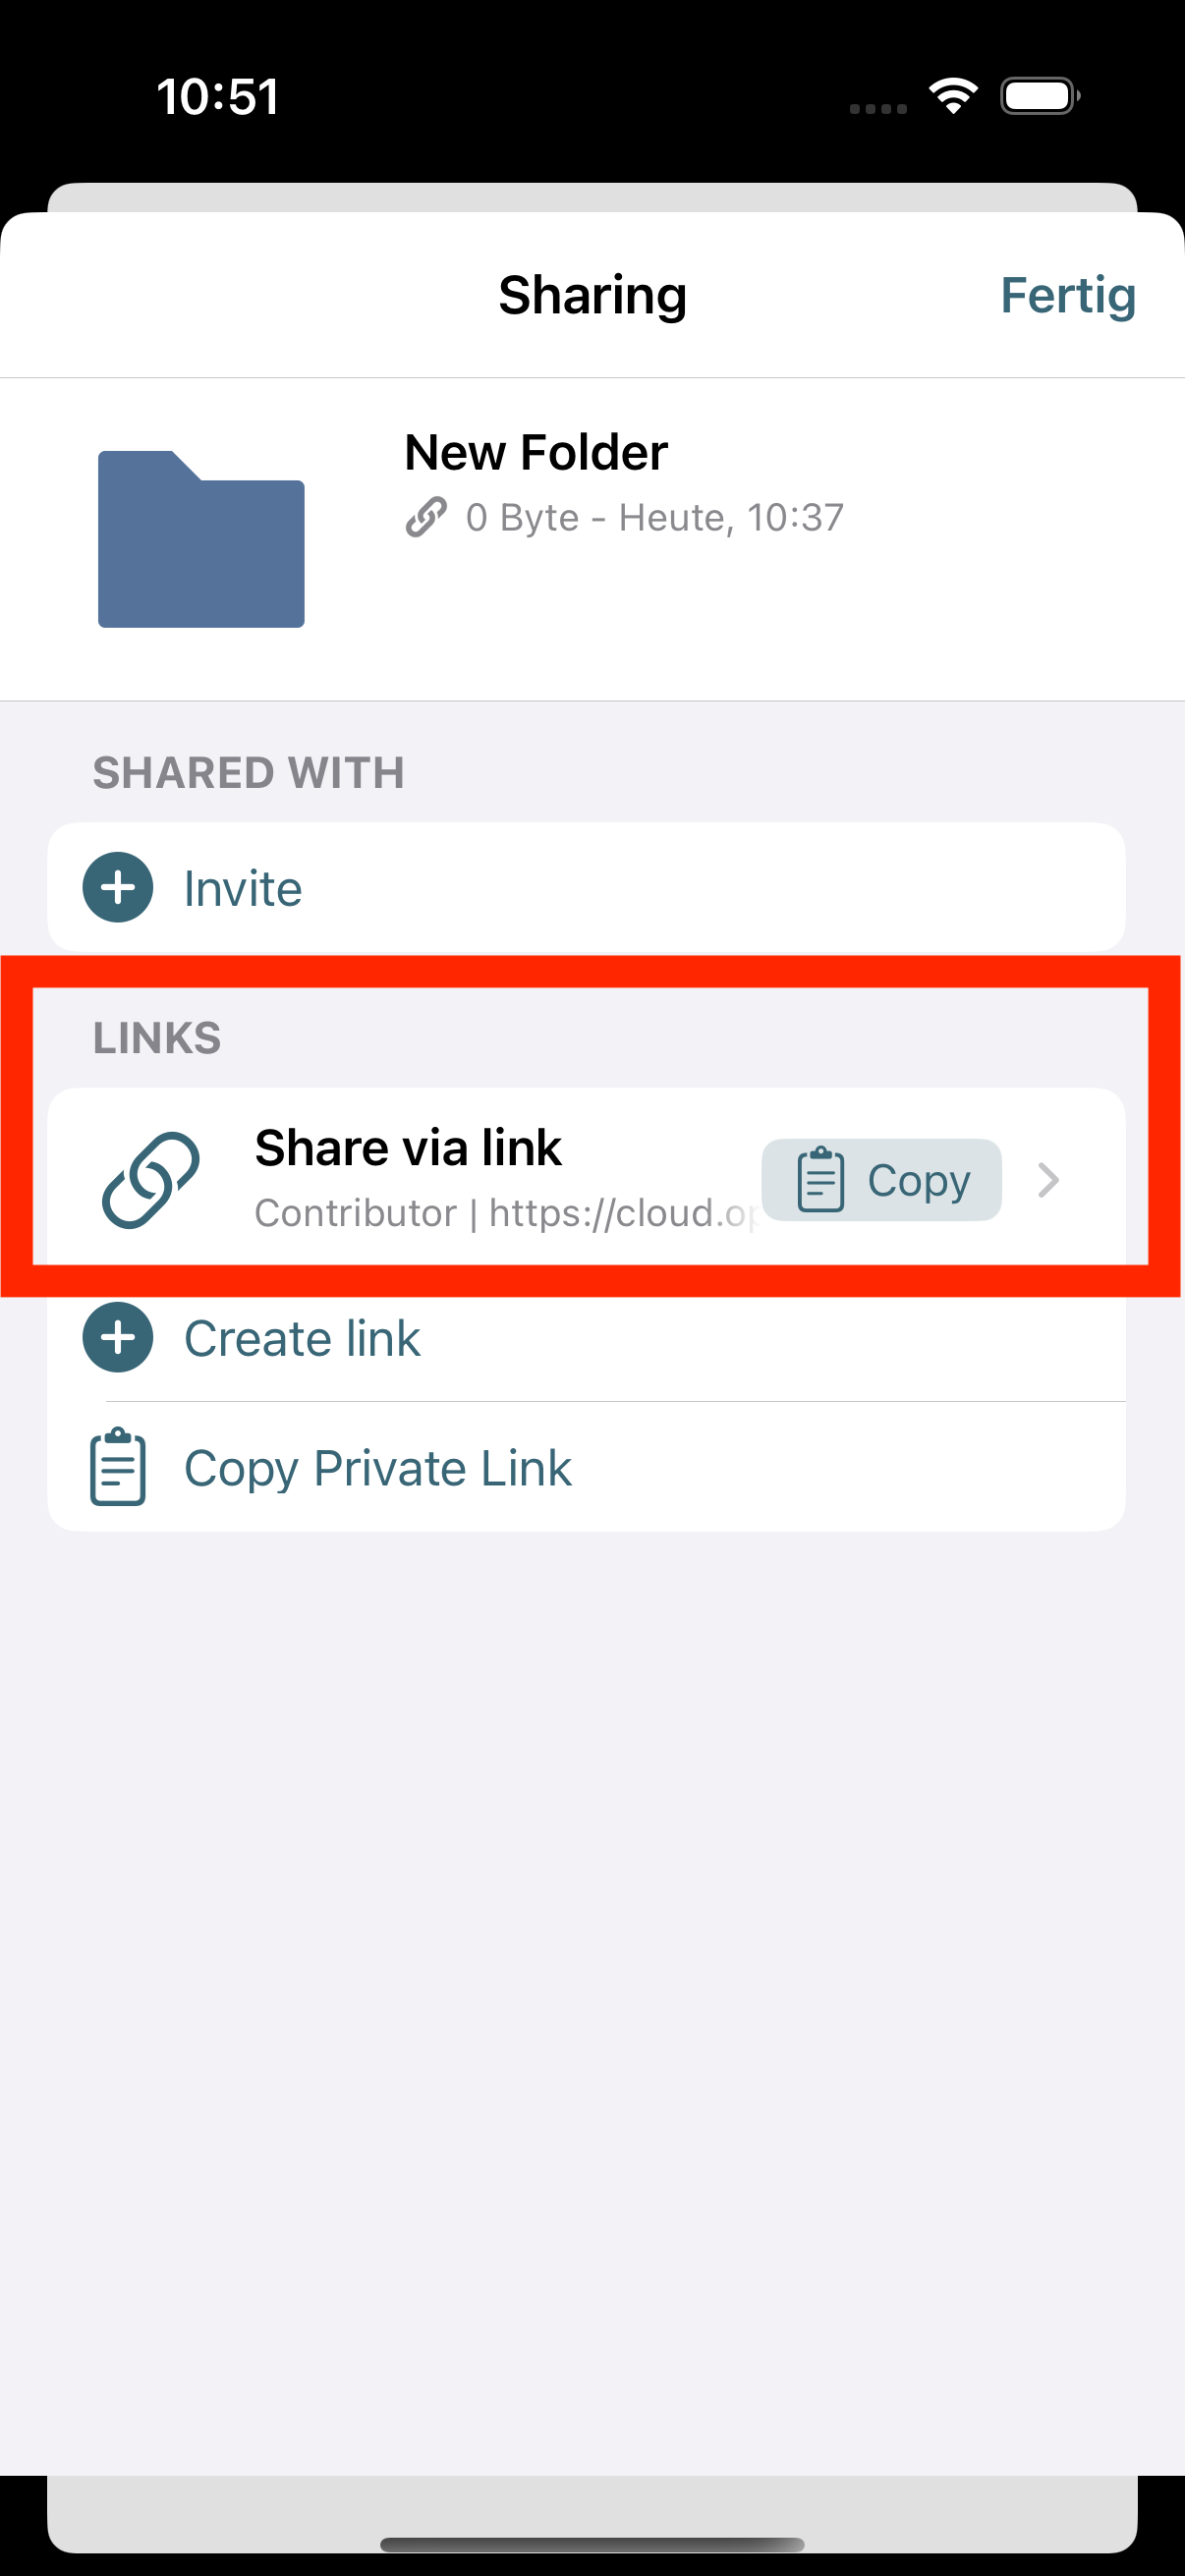 10:51
Sharing
Fertig
New Folder
0 Byte - Heute, 10:37
SHARED WITH
Invite
LINKS
Share via link
Contributor | https://cloud.op
Copy
Create link
Copy Private Link